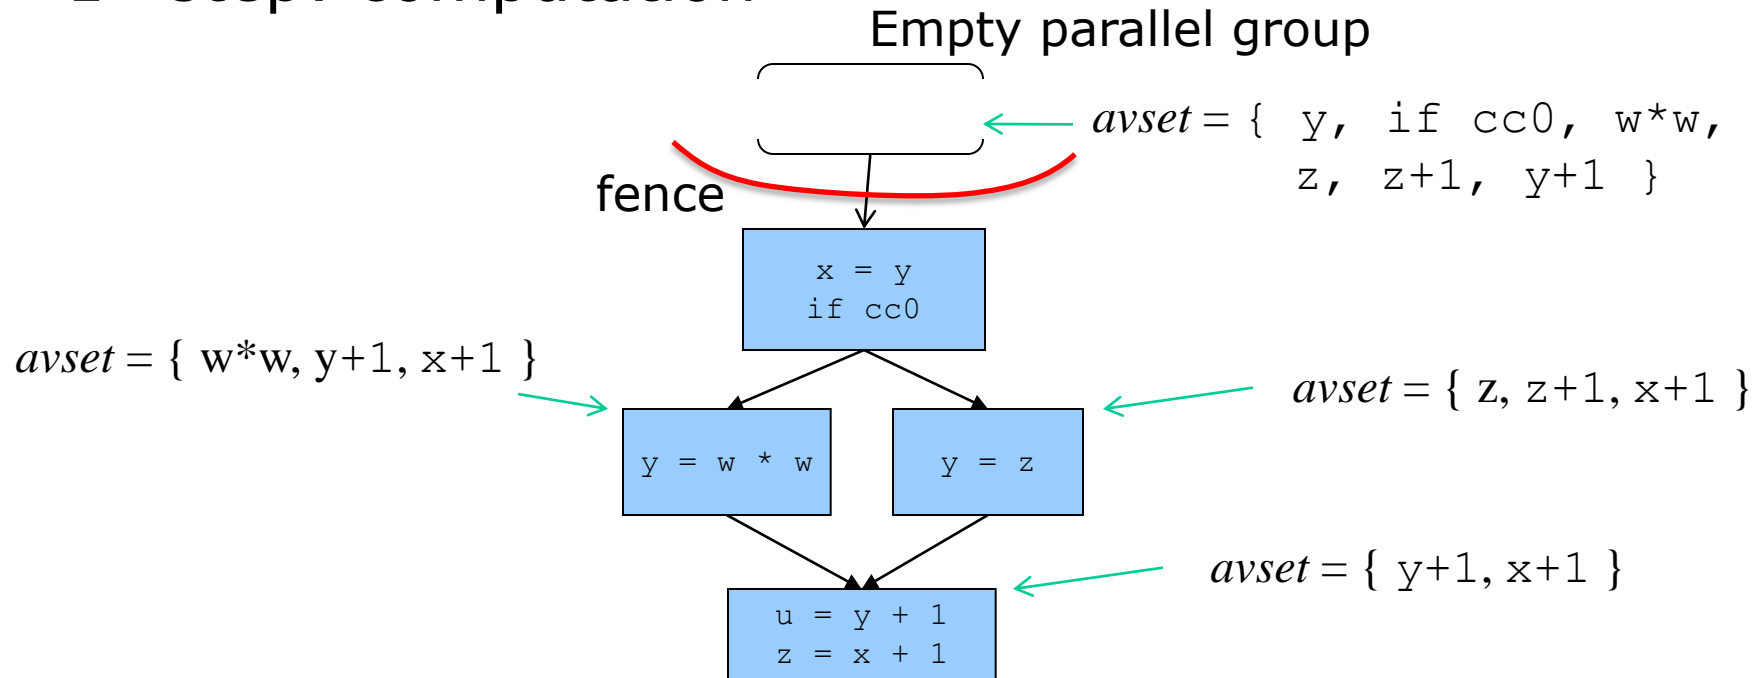 Empty parallel group
avset = { y, if cc0, w*w,
z, z+1, y+1 }
fence
x = y
if cc0
avset = { w*w, y+1, x+1 }
avset = { z, z+1, x+1 }
y = w * w
y = z
avset = { y+1, x+1 }
u = y + 1
z = x + 1